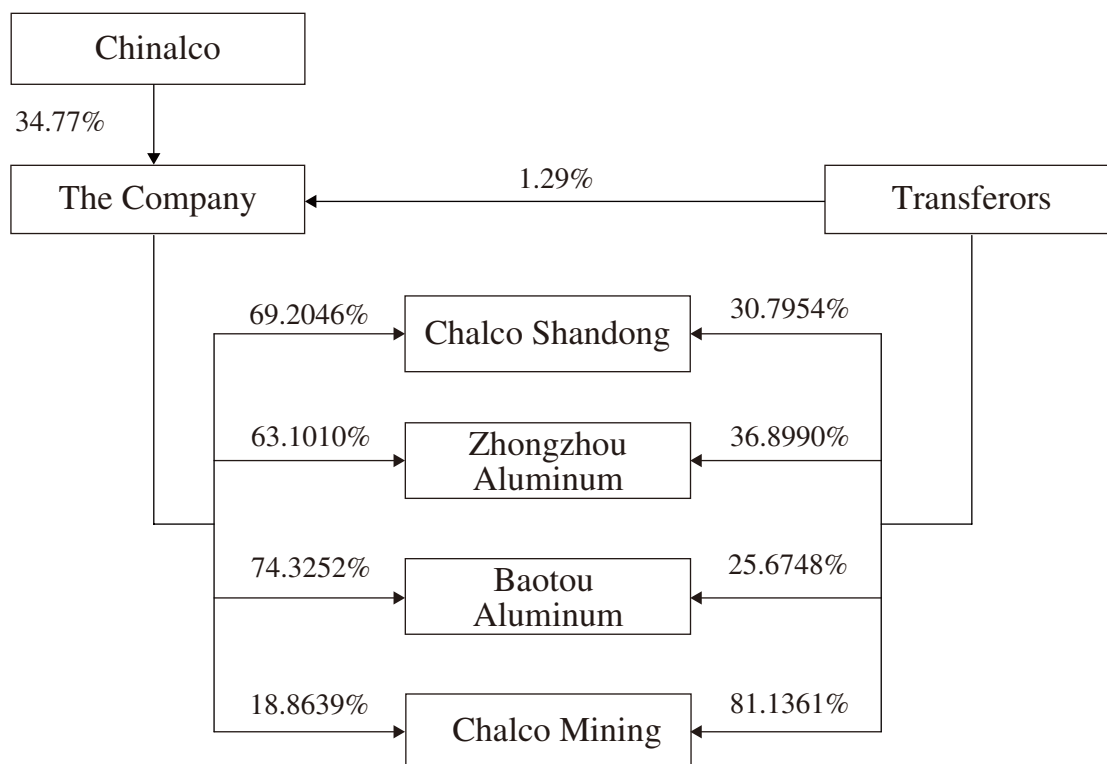 Chinalco
34.77%
The Company
1.29%
Transferors
69.2046%
Chalco Shandong
30.7954%
63.1010%
Zhongzhou
Aluminum
36.8990%
74.3252%
Baotou
Aluminum
25.6748%
18.8639%
Chalco Mining
81.1361%